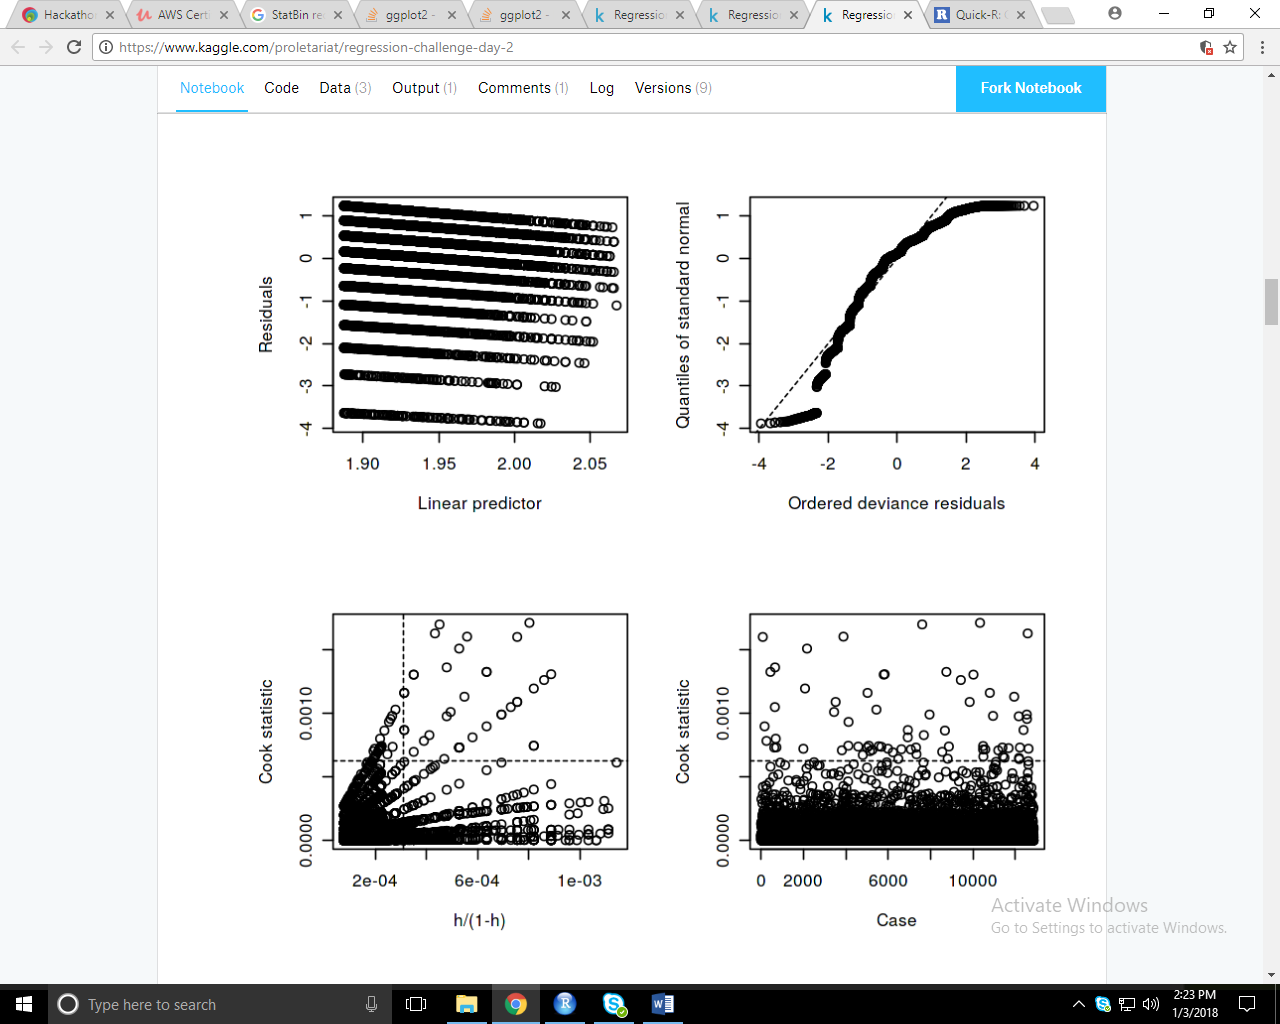 Hackatho
AWS Cert
StatBin re
ggplot2 -
ggplot2 -
Regressio
Regressio
Regressio
Quick-R: 
https://www.kaggle.com/proletariat/regression-challenge-day-2
Notebook Code Data (3) Output (1) Comments (1) Log Versions (9) Fork Notebook
Residuals
1
0
-1
-2
-3
-4
1.90 1.95 2.00 2.05
Linear predictor
Quantiles of standard normal
1
0
-1
-2
-3
-4
-4 -2 0 2 4
Ordered deviance residuals
Cook statistic
0.0010
0.0000
2e-04 6e-04 1e-03
h/(1-h)
Cook statistic
0.0010
0.0000
0 2000 6000 10000
Case
Activate Windows
Go to Settings to activate Windows.
Type here to search
2:23 PM
1/3/2018